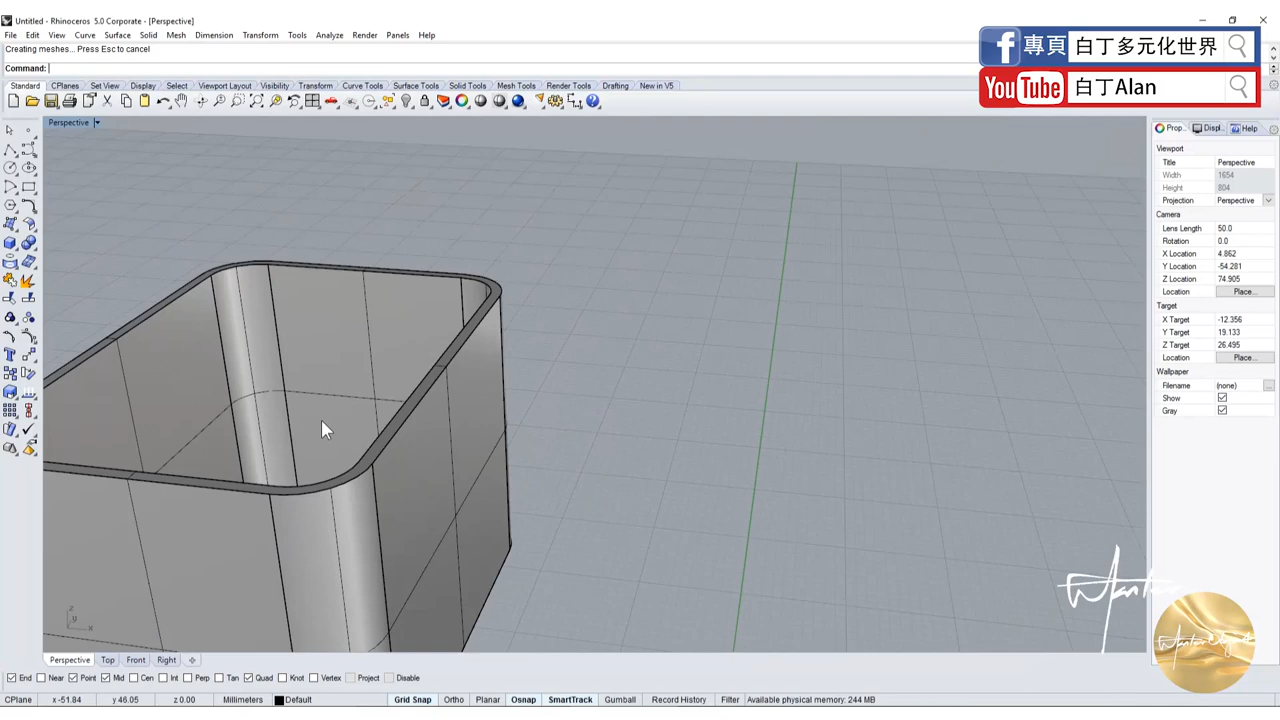 Untitled - Rhinoceros 5.0 Corporate - [Perspective]
File Edit View Curve Surface Solid Mesh Dimension Transform Tools Analyze Render Panels Help
Creating meshes... Press Esc to cancel
Command:
專頁 白丁多元化世界
YouTube 白丁Alan
Standard CPlanes Set View Display Select Viewport Layout Visibility Transform Curve Tools Surface Tools Solid Tools Mesh Tools Render Tools Drafting New in V5
Perspective
Prop... Displ... Help
Viewport
Title Perspective
Width 1654
Height 804
Projection Perspective
Camera
Lens Length 50.0
Rotation 0.0
X Location 4.862
Y Location -54.281
Z Location 74.905
Location Place...
Target
X Target -12.356
Y Target 19.133
Z Target 26.495
Location Place...
Wallpaper
Filename (none) ...
Show
Gray
z
y
x
Perspective Top Front Right
End Near Point Mid Cen Int Perp Tan Quad Knot Vertex Project Disable
CPlane x -51.84 y 46.05 z 0.00 Millimeters Default Grid Snap Ortho Planar Osnap SmartTrack Gumball Record History Filter Available physical memory: 244 MB